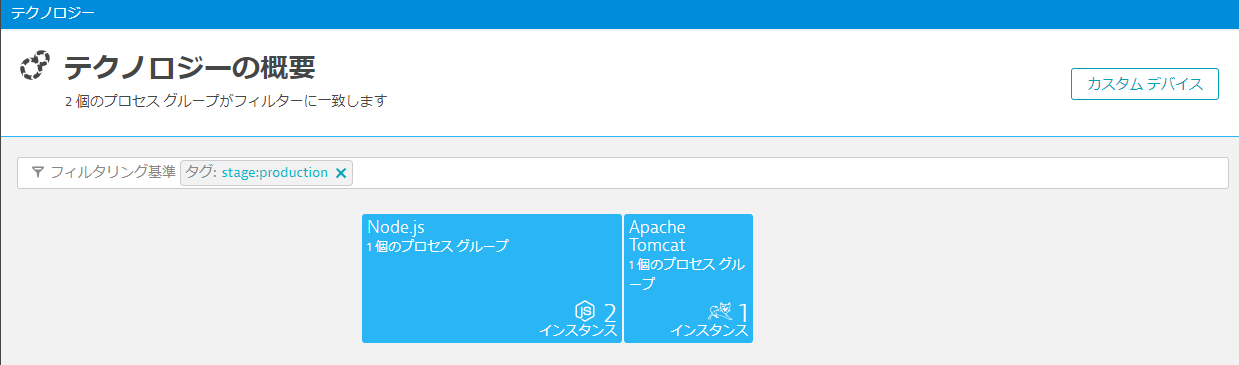 テクノロジー
テクノロジーの概要
2 個のプロセス グループがフィルターに一致します
カスタム デバイス
フィルタリング基準 タグ: stage:production ✕
Node.js
1 個のプロセス グループ
JS 2
インスタンス
Apache
Tomcat
1 個のプロセス グル
ープ
1
インスタンス